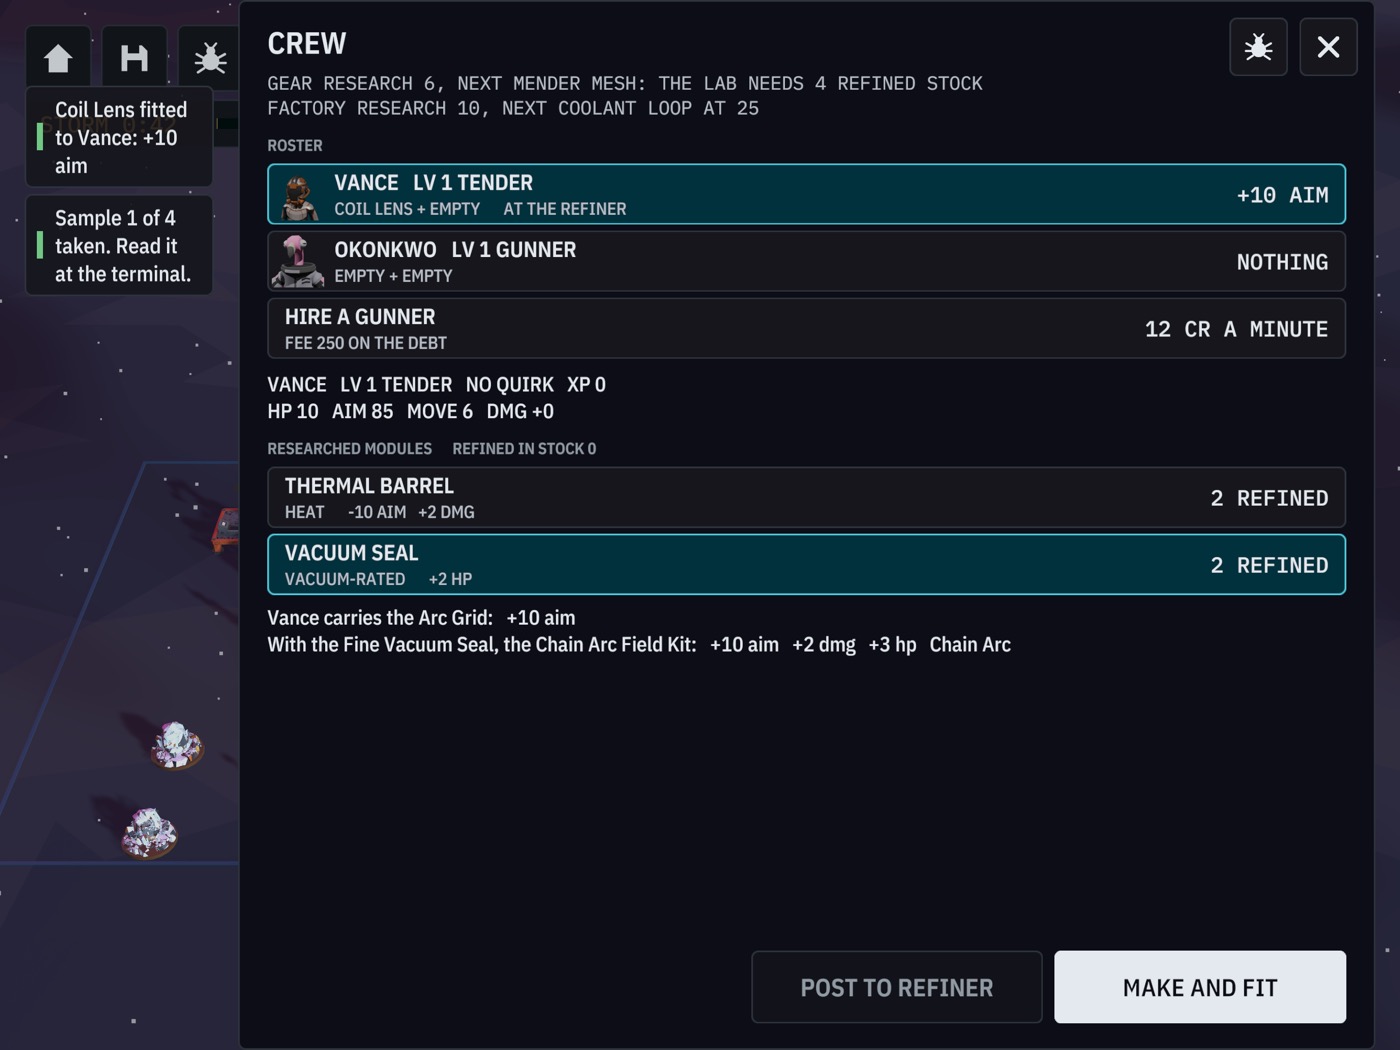 CREW
GEAR RESEARCH 6, NEXT MENDER MESH: THE LAB NEEDS 4 REFINED STOCK
FACTORY RESEARCH 10, NEXT COOLANT LOOP AT 25
Coil Lens fitted
to Vance: +10
aim
STORM 0:42
Sample 1 of 4
taken. Read it
at the terminal.
ROSTER
VANCE LV 1 TENDER
COIL LENS + EMPTY AT THE REFINER
+10 AIM
OKONKWO LV 1 GUNNER
EMPTY + EMPTY
NOTHING
HIRE A GUNNER
FEE 250 ON THE DEBT
12 CR A MINUTE
VANCE LV 1 TENDER NO QUIRK XP 0
HP 10 AIM 85 MOVE 6 DMG +0
RESEARCHED MODULES REFINED IN STOCK 0
THERMAL BARREL
HEAT -10 AIM +2 DMG
2 REFINED
VACUUM SEAL
VACUUM-RATED +2 HP
2 REFINED
Vance carries the Arc Grid: +10 aim
With the Fine Vacuum Seal, the Chain Arc Field Kit: +10 aim +2 dmg +3 hp Chain Arc
POST TO REFINER
MAKE AND FIT